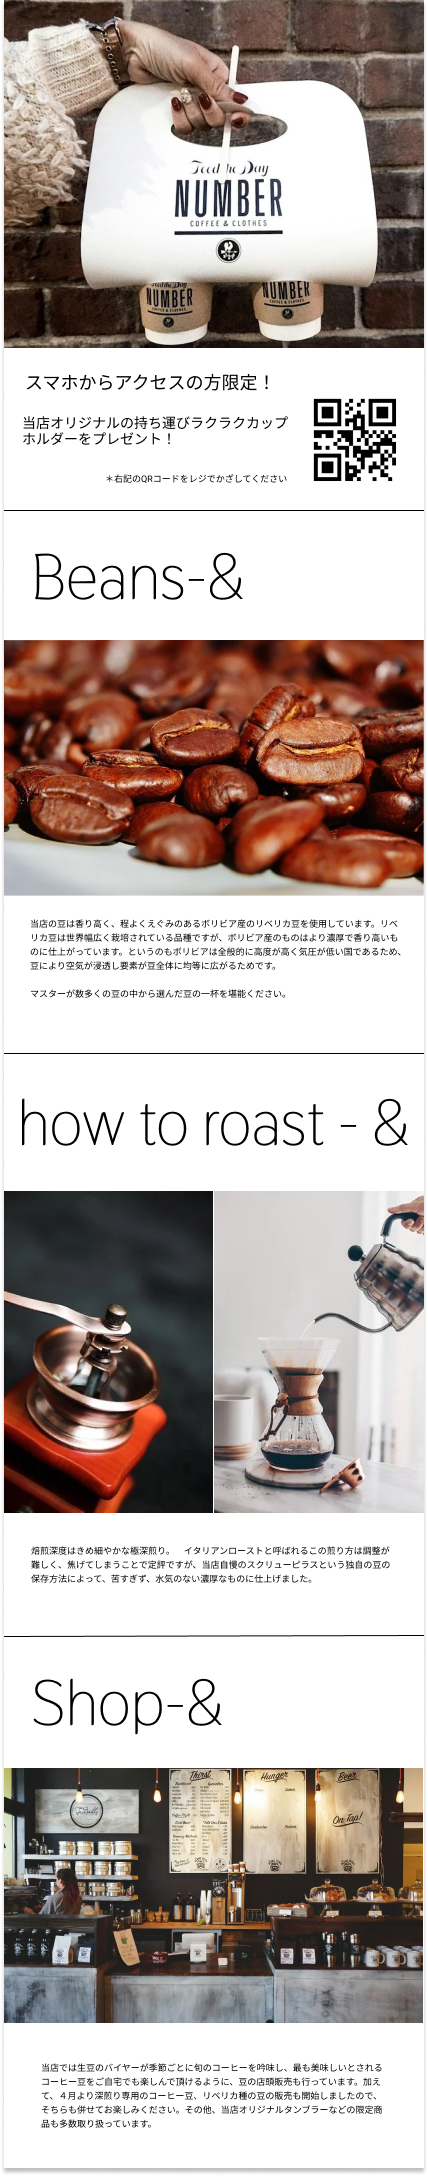 Food the Day
NUMBER
COFFEE & CLOTHES
Food the Day
NUMBER
NUMBER
スマホからアクセスの方限定！
当店オリジナルの持ち運びラクラクカップ
ホルダーをプレゼント！
＊右記のQRコードをレジでかざしてください
Beans-&
当店の豆は香り高く、程よくえぐみのあるボリビア産のリベリカ豆を使用しています。リベ
リカ豆は世界幅広く栽培されている品種ですが、ボリビア産のものはより濃厚で香り高いも
のに仕上がっています。というのもボリビアは全般的に高度が高く気圧が低い国であるため、
豆により空気が浸透し要素が豆全体に均等に広がるためです。
マスターが数多くの豆の中から選んだ豆の一杯を堪能ください。
how to roast - &
焙煎深度はきめ細やかな極深煎り。　イタリアンローストと呼ばれるこの煎り方は調整が
難しく、焦げてしまうことで定評ですが、当店自慢のスクリューピラスという独自の豆の
保存方法によって、苦すぎず、水気のない濃厚なものに仕上げました。
Shop-&
Thirst
Hunger
Beer
On Tap!
当店では生豆のバイヤーが季節ごとに旬のコーヒーを吟味し、最も美味しいとされる
コーヒー豆をご自宅でも楽しんで頂けるように、豆の店頭販売も行っています。加え
て、４月より深煎り専用のコーヒー豆、リベリカ種の豆の販売も開始しましたので、
そちらも併せてお楽しみください。その他、当店オリジナルタンブラーなどの限定商
品も多数取り扱っています。